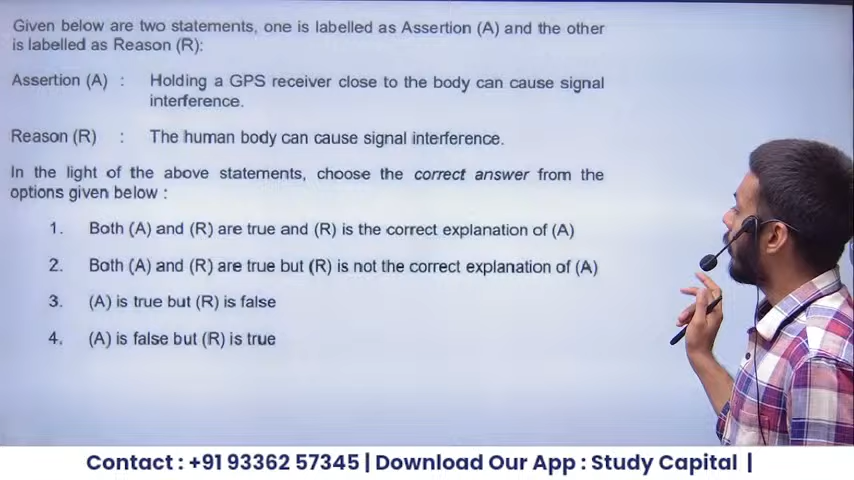 Given below are two statements, one is labelled as Assertion (A) and the other
is labelled as Reason (R):
Assertion (A) : Holding a GPS receiver close to the body can cause signal
interference.
Reason (R) : The human body can cause signal interference.
In the light of the above statements, choose the correct answer from the
options given below :
1. Both (A) and (R) are true and (R) is the correct explanation of (A)
2. Both (A) and (R) are true but (R) is not the correct explanation of (A)
3. (A) is true but (R) is false
4. (A) is false but (R) is true
Contact : +91 93362 57345 | Download Our App : Study Capital |